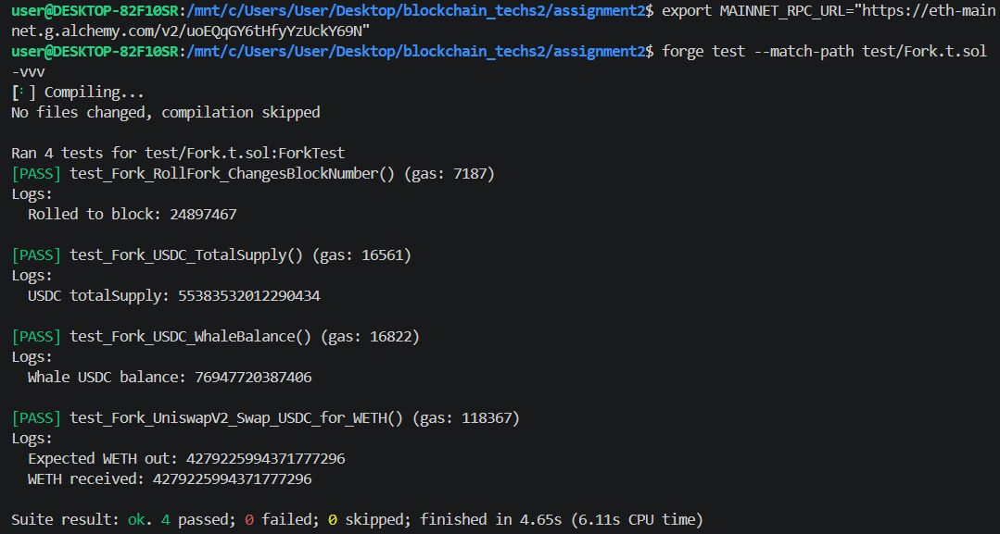 user@DESKTOP-82F10SR:/mnt/c/Users/User/Desktop/blockchain_techs2/assignment2$ export MAINNET_RPC_URL="https://eth-mai
nnet.g.alchemy.com/v2/uoEQqGY6tHfyYzUckY69N"
user@DESKTOP-82F10SR:/mnt/c/Users/User/Desktop/blockchain_techs2/assignment2$ forge test --match-path test/Fork.t.sol
-vvv
[⠃] Compiling...
No files changed, compilation skipped
Ran 4 tests for test/Fork.t.sol:ForkTest
[PASS] test_Fork_RollFork_ChangesBlockNumber() (gas: 7187)
Logs:
Rolled to block: 24897467
[PASS] test_Fork_USDC_TotalSupply() (gas: 16561)
Logs:
USDC totalSupply: 55383532012290434
[PASS] test_Fork_USDC_WhaleBalance() (gas: 16822)
Logs:
Whale USDC balance: 76947720387406
[PASS] test_Fork_UniswapV2_Swap_USDC_for_WETH() (gas: 118367)
Logs:
Expected WETH out: 4279225994371777296
WETH received: 4279225994371777296
Suite result: ok. 4 passed; 0 failed; 0 skipped; finished in 4.65s (6.11s CPU time)